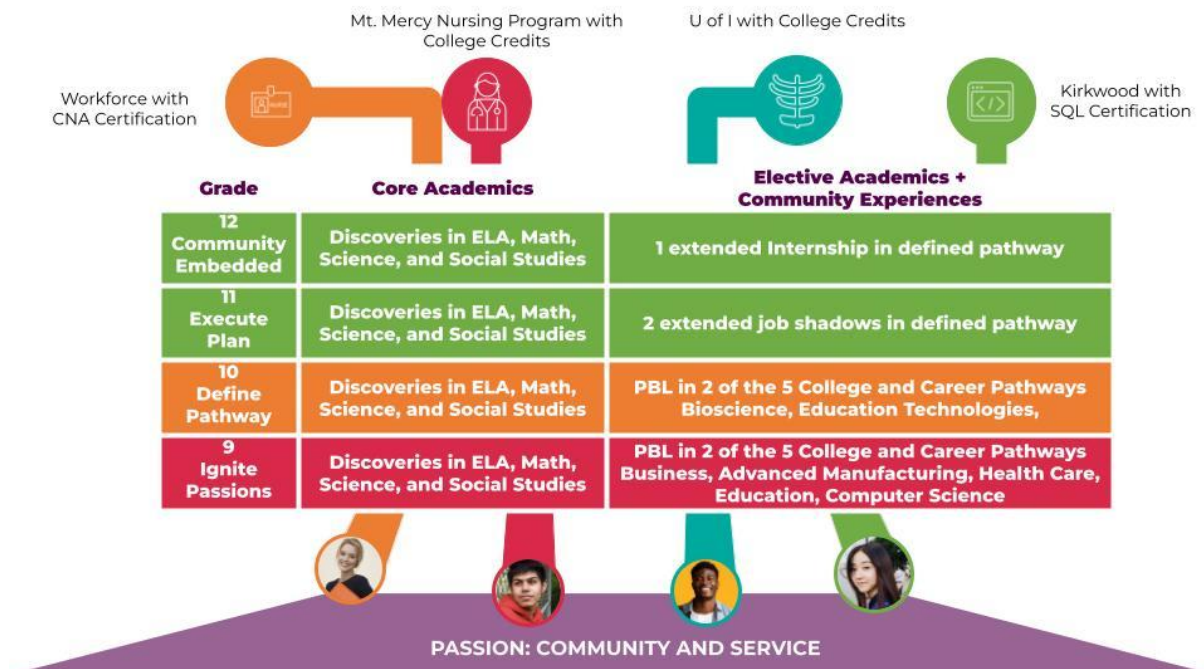 Mt. Mercy Nursing Program with
College Credits
U of I with College Credits
Workforce with
CNA Certification
</>
Kirkwood with
SQL Certification
Grade
Core Academics
Elective Academics +
Community Experiences
12
Community
Embedded
Discoveries in ELA, Math,
Science, and Social Studies
1 extended Internship in defined pathway
11
Execute
Plan
Discoveries in ELA, Math,
Science, and Social Studies
2 extended job shadows in defined pathway
10
Define
Pathway
Discoveries in ELA, Math,
Science, and Social Studies
PBL in 2 of the 5 College and Career Pathways
Bioscience, Education Technologies,
9
Ignite
Passions
Discoveries in ELA, Math,
Science, and Social Studies
PBL in 2 of the 5 College and Career Pathways
Business, Advanced Manufacturing, Health Care,
Education, Computer Science
PASSION: COMMUNITY AND SERVICE